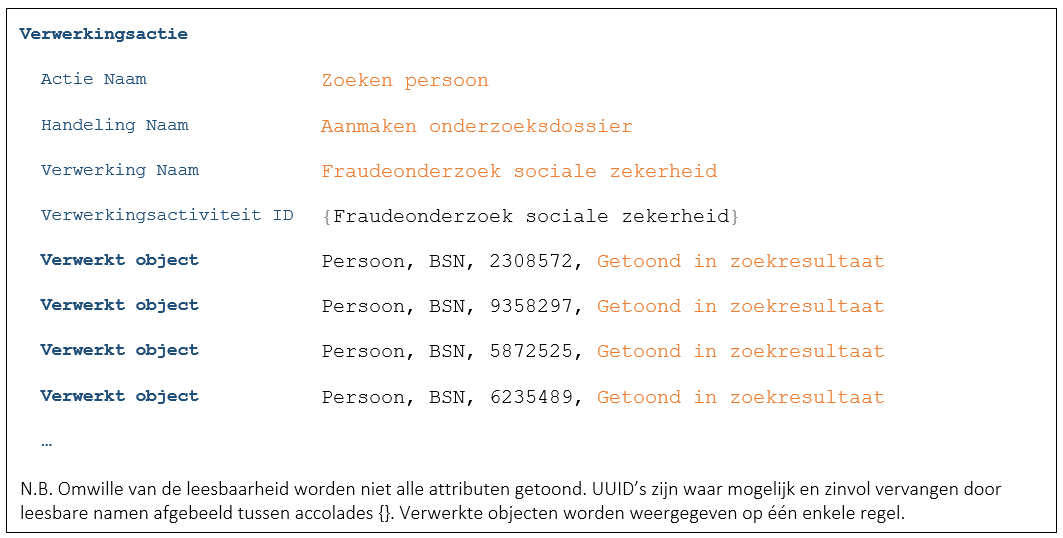 Verwerkingsactie
Actie Naam Zoeken persoon
Handeling Naam Aanmaken onderzoeksdossier
Verwerking Naam Fraudeonderzoek sociale zekerheid
Verwerkingsactiviteit ID {Fraudeonderzoek sociale zekerheid}
Verwerkt object Persoon, BSN, 2308572, Getoond in zoekresultaat
Verwerkt object Persoon, BSN, 9358297, Getoond in zoekresultaat
Verwerkt object Persoon, BSN, 5872525, Getoond in zoekresultaat
Verwerkt object Persoon, BSN, 6235489, Getoond in zoekresultaat
…
N.B. Omwille van de leesbaarheid worden niet alle attributen getoond. UUID’s zijn waar mogelijk en zinvol vervangen door
leesbare namen afgebeeld tussen accolades {}. Verwerkte objecten worden weergegeven op één enkele regel.